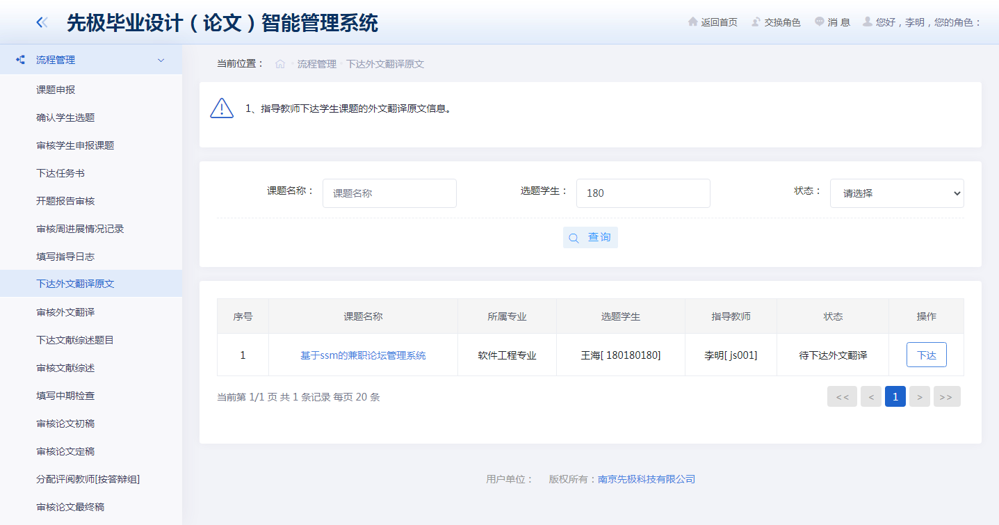 先极毕业设计（论文）智能管理系统
返回首页 交换角色 消 息 您好，李明，您的角色：
流程管理
课题申报
确认学生选题
审核学生申报课题
下达任务书
开题报告审核
审核周进展情况记录
填写指导日志
下达外文翻译原文
审核外文翻译
下达文献综述题目
审核文献综述
填写中期检查
审核论文初稿
审核论文定稿
分配评阅教师[按答辩组]
审核论文最终稿
当前位置： 流程管理 下达外文翻译原文
1、指导教师下达学生课题的外文翻译原文信息。
课题名称： 课题名称 选题学生： 180 状态： 请选择
查询
序号 课题名称 所属专业 选题学生 指导教师 状态 操作
1 基于ssm的兼职论坛管理系统 软件工程专业 王海[ 180180180] 李明[ js001] 待下达外文翻译 下达
当前第 1/1 页 共 1 条记录 每页 20 条 << < 1 > >>
用户单位： 版权所有：南京先极科技有限公司